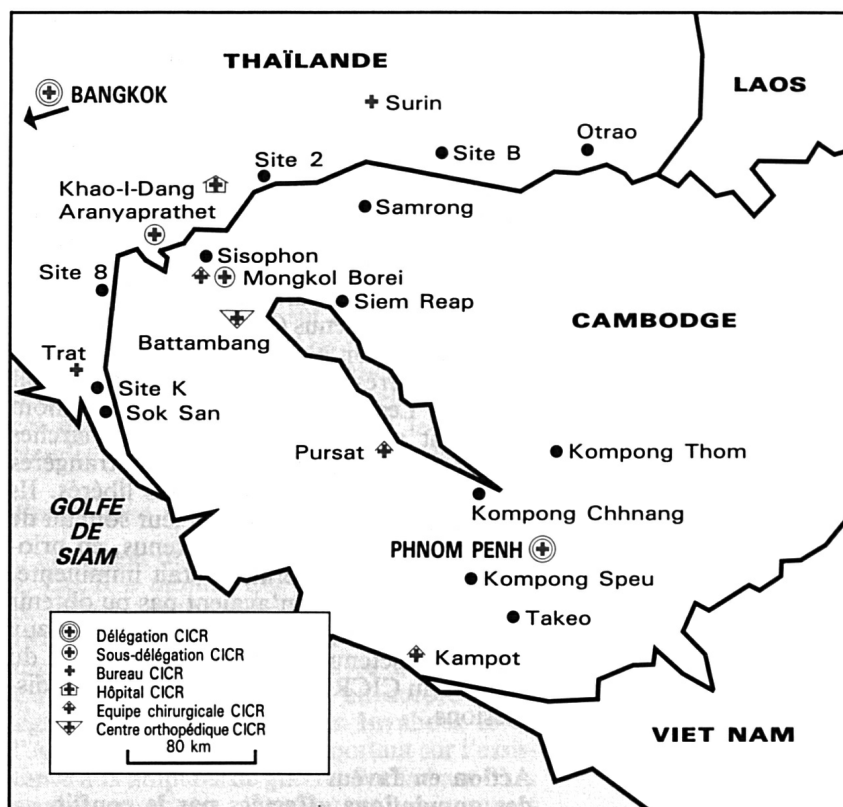 THAÏLANDE
LAOS
BANGKOK
Surin
Otrao
Site 2
Site B
Khao-I-Dang
Aranyaprathet
Samrong
Sisophon
Mongkol Borei
Site 8
Siem Reap
CAMBODGE
Battambang
Trat
Site K
Sok San
Pursat
Kompong Thom
Kompong Chhnang
GOLFE
DE
SIAM
PHNOM PENH
Kompong Speu
Takeo
Kampot
VIET NAM
Délégation CICR
Sous-délégation CICR
Bureau CICR
Hôpital CICR
Equipe chirurgicale CICR
Centre orthopédique CICR
80 km